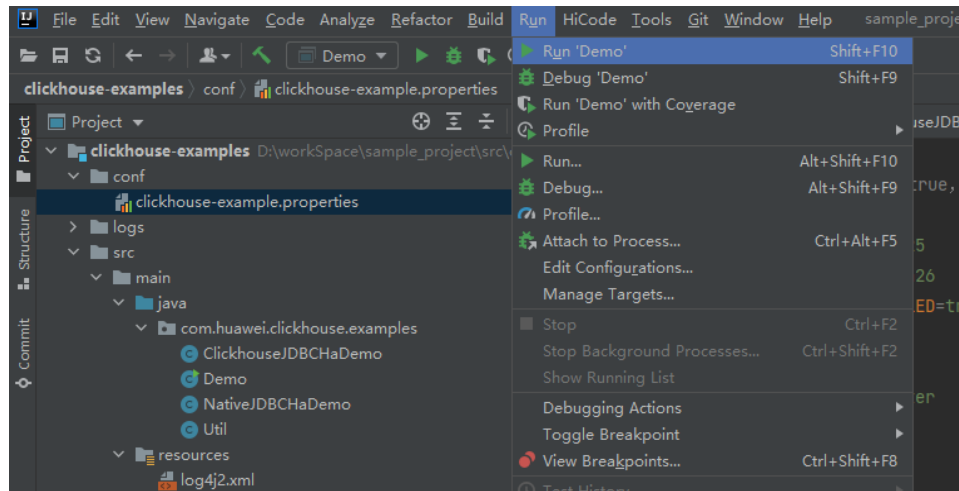 File Edit View Navigate Code Analyze Refactor Build Run HiCode Tools Git Window Help sample_proje
Demo
clickhouse-examples conf clickhouse-example.properties
Project
Project
clickhouse-examples D:\workSpace\sample_project\src\
conf
clickhouse-example.properties
logs
src
main
java
com.huawei.clickhouse.examples
ClickhouseJDBCHaDemo
Demo
NativeJDBCHaDemo
Util
resources
log4j2.xml
Structure
Commit
Run 'Demo' Shift+F10
Debug 'Demo' Shift+F9
Run 'Demo' with Coverage
Profile
Run... Alt+Shift+F10
Debug... Alt+Shift+F9
Profile...
Attach to Process... Ctrl+Alt+F5
Edit Configurations...
Manage Targets...
Stop Ctrl+F2
Stop Background Processes... Ctrl+Shift+F2
Show Running List
Debugging Actions
Toggle Breakpoint
View Breakpoints... Ctrl+Shift+F8
Test History
useJDB
true,
5
26
ED=tr
er